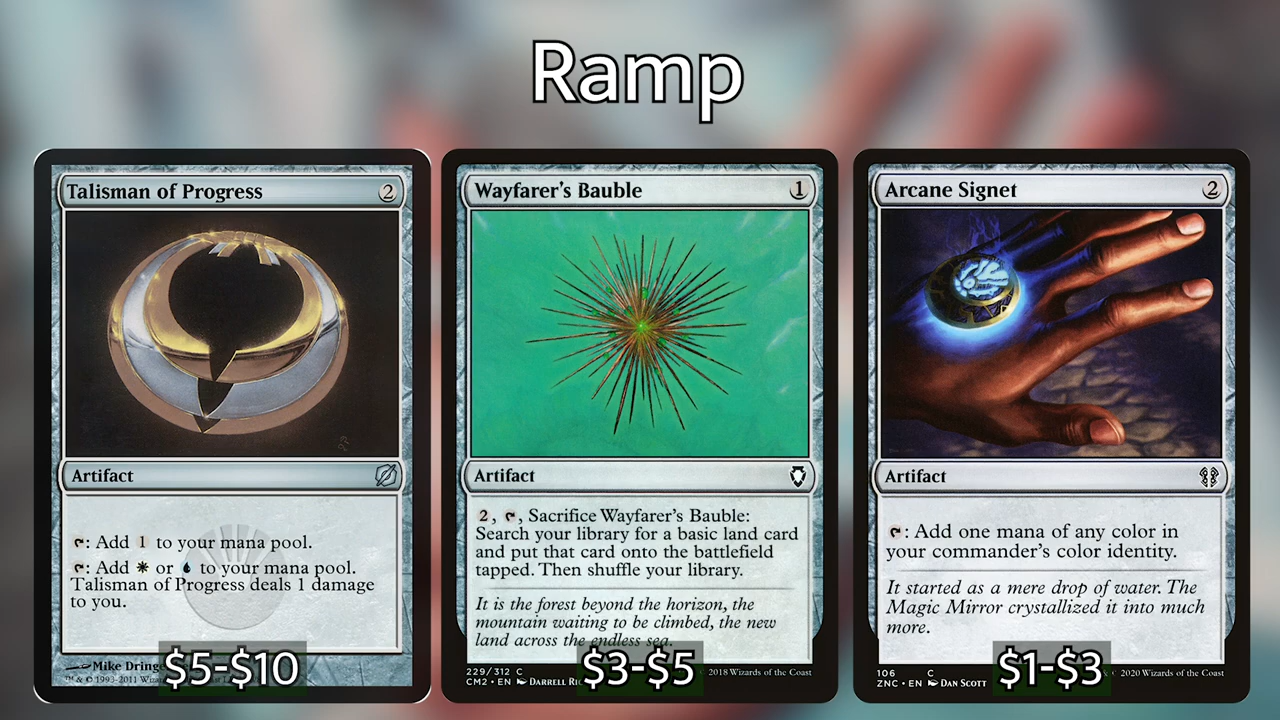 Ramp
Talisman of Progress 2
Artifact
: Add 1 to your mana pool.
: Add or to your mana pool.
Talisman of Progress deals 1 damage
to you.
Mike
$5-$10
Wayfarer's Bauble 1
Artifact
2, , Sacrifice Wayfarer's Bauble:
Search your library for a basic land card
and put that card onto the battlefield
tapped. Then shuffle your library.
It is the forest beyond the horizon, the
mountain waiting to be climbed, the new
land across the endless sea.
229/312 C
2018 Wizards of the Coast
CM2 • EN
$3-$5
Arcane Signet 2
Artifact
: Add one mana of any color in
your commander's color identity.
It started as a mere drop of water. The
Magic Mirror crystallized it into much
more.
106 C
ZNC • EN DAN SCOTT
2020 Wizards of the Coast
$1-$3